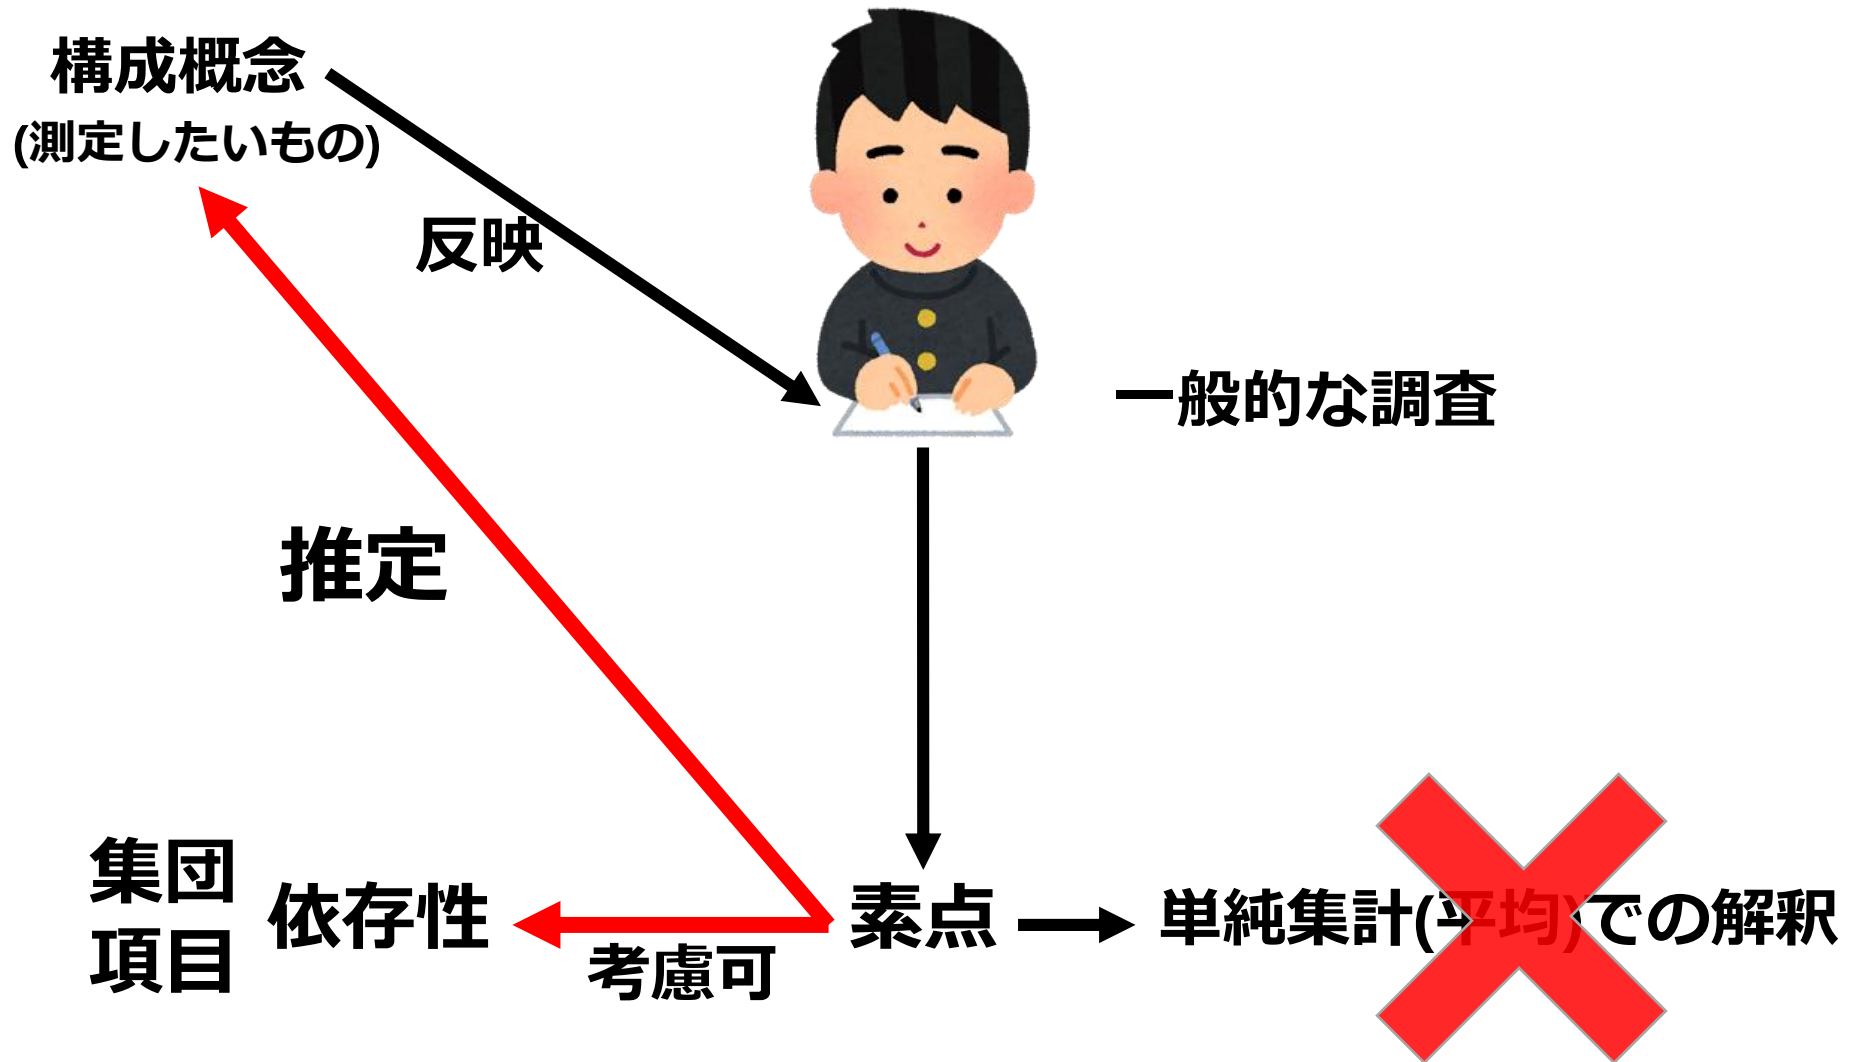 構成概念
(測定したいもの)
反映
一般的な調査
推定
集団
項目
依存性
考慮可
素点
単純集計(平均)での解釈